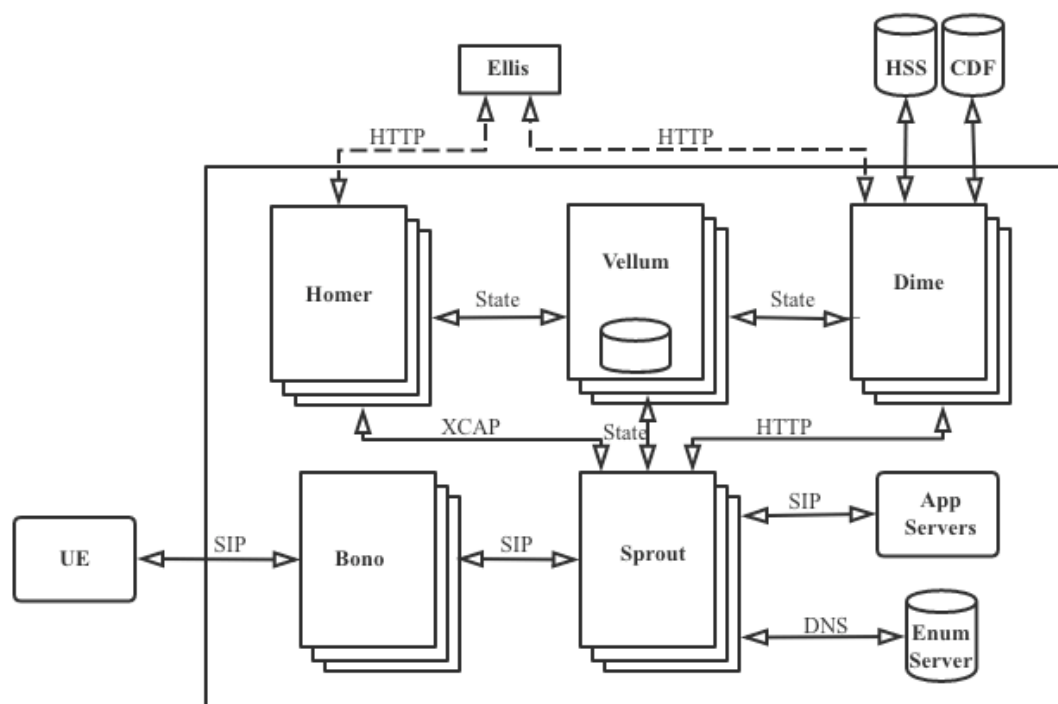 Ellis
HSS
CDF
HTTP
HTTP
Homer
State
Vellum
State
Dime
XCAP
State
HTTP
UE
SIP
Bono
SIP
Sprout
SIP
App
Servers
DNS
Enum
Server